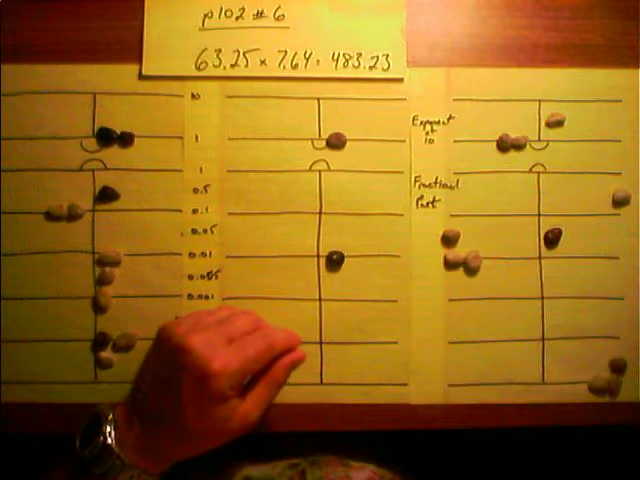 p102 #6
63.25 x 7.64 = 483.23
10
1
1
0.5
0.1
0.05
0.01
0.005
0.001
Exponent
of
10
Fractional
Part